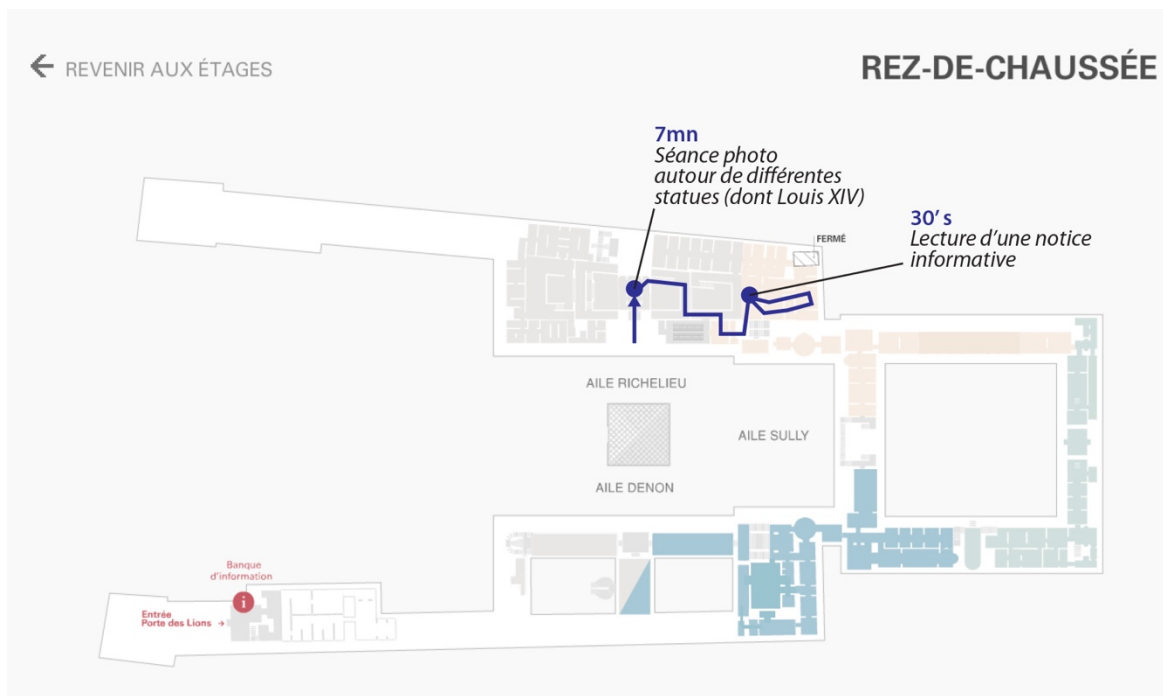 ← REVENIR AUX ÉTAGES
REZ-DE-CHAUSSÉE
7mn
Séance photo
autour de différentes
statues (dont Louis XIV)
30’ s
Lecture d’une notice
informative
FERMÉ
AILE RICHELIEU
AILE SULLY
AILE DENON
Banque
d'information
i
Entrée
Porte des Lions →